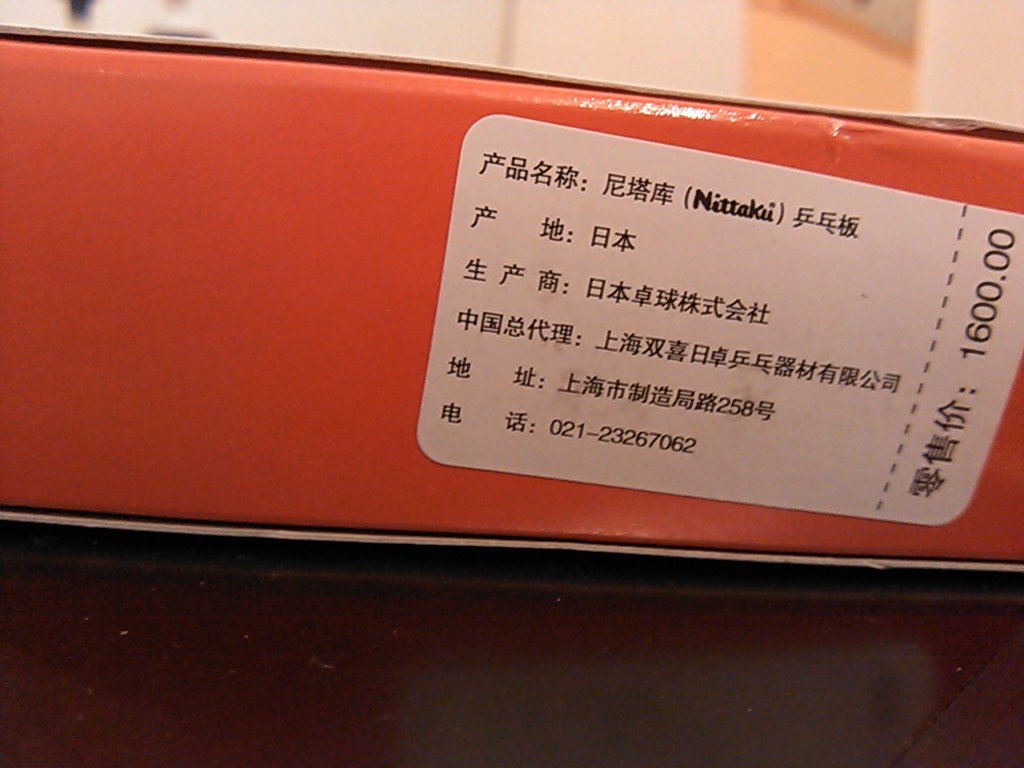 产品名称：尼塔库（Nittaku）乒乓板
产 地：日本
生 产 商：日本卓球株式会社
中国总代理：上海双喜日卓乒乓器材有限公司
地 址：上海市制造局路258号
电 话：021-23267062
零售价：1600.00